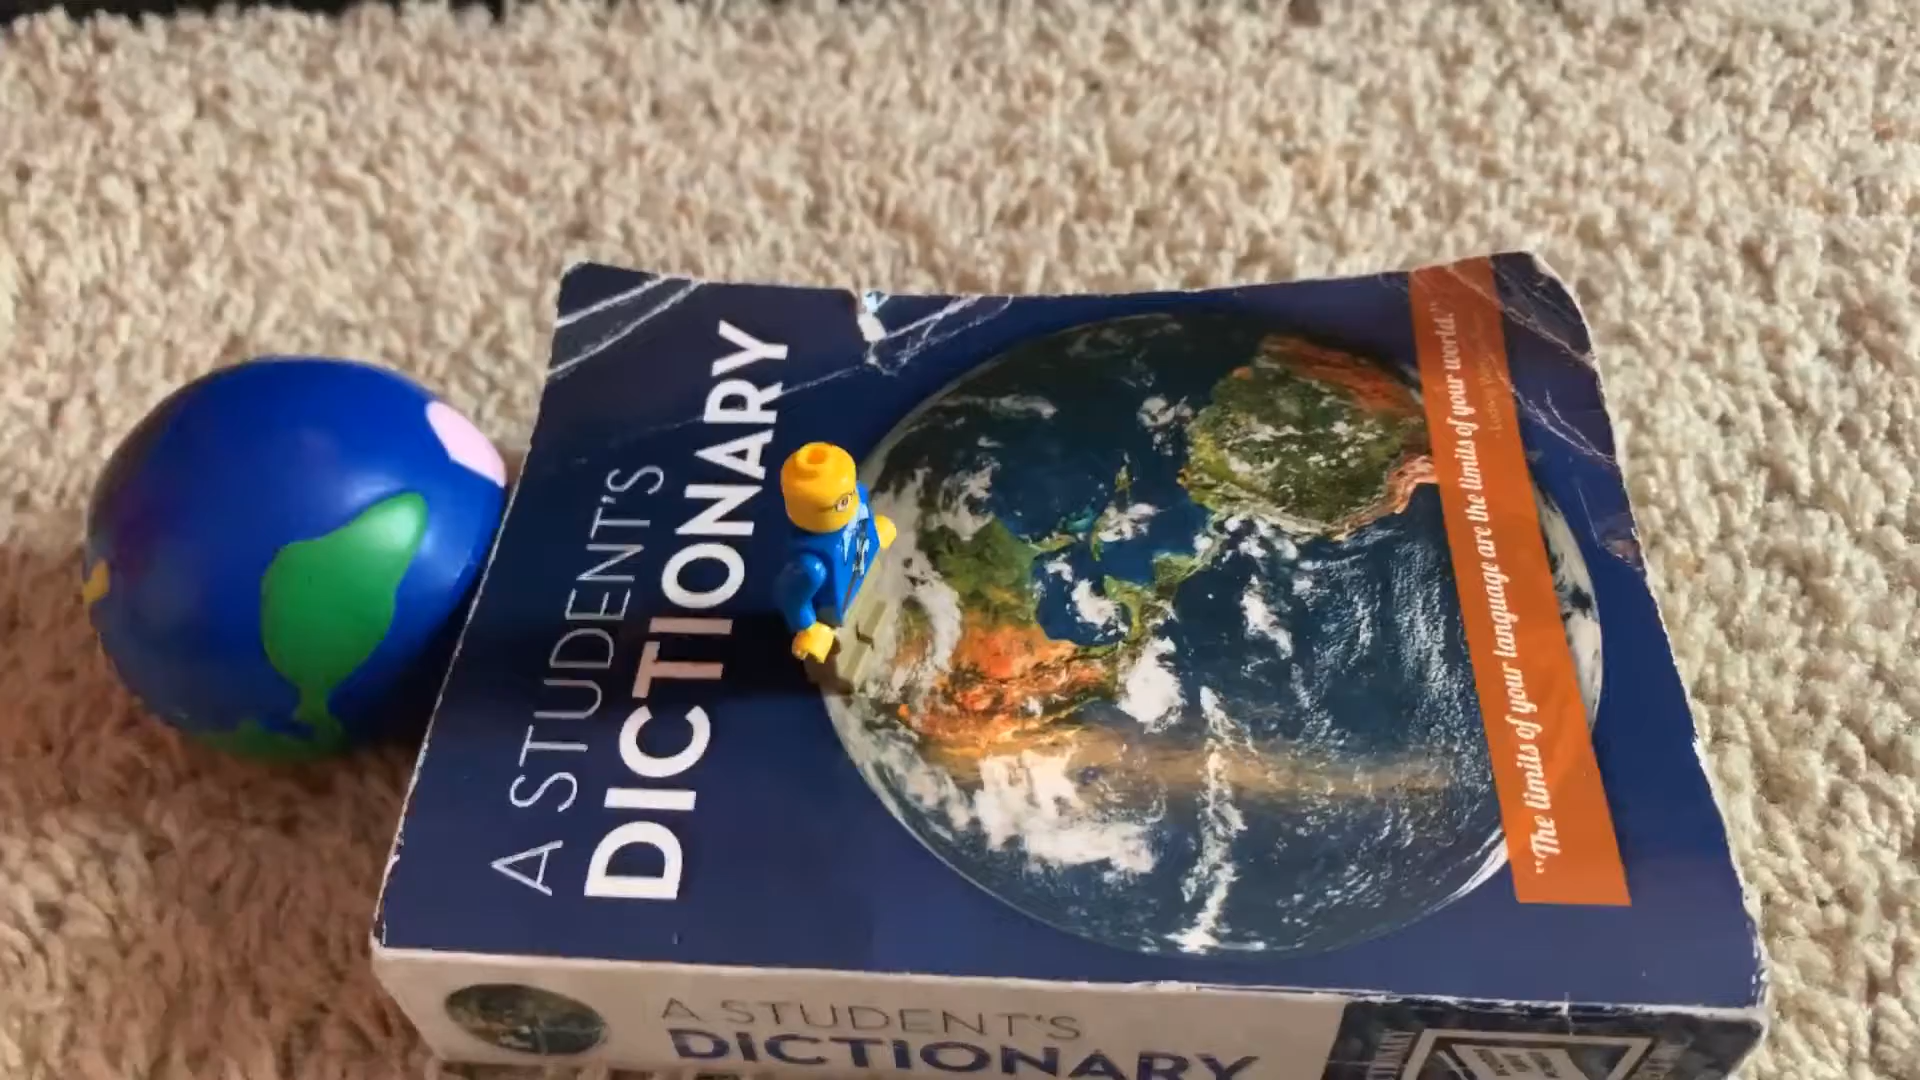 A STUDENT'S
DICTIONARY
"The limits of your language are the limits of your world."
A STUDENT'S
DICTIONARY